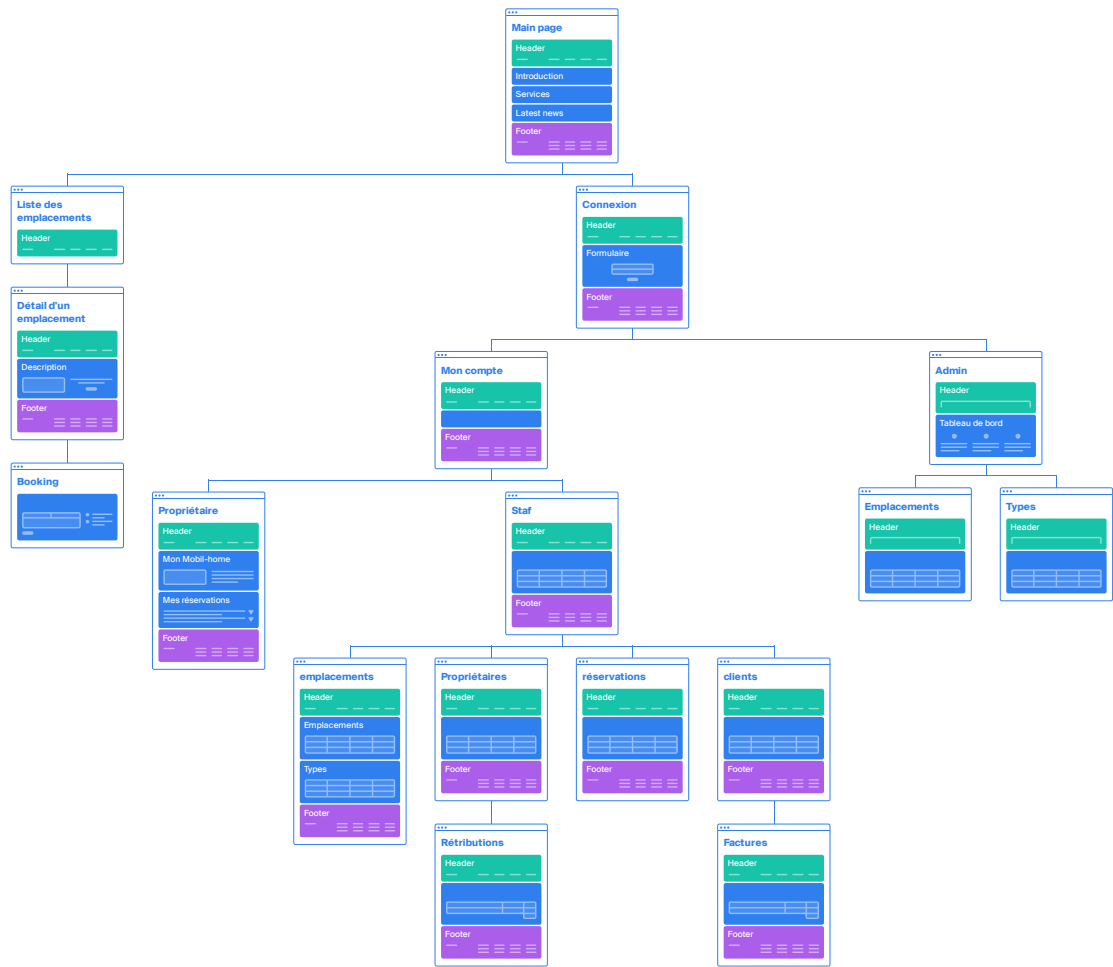 Main page
Header
Introduction
Services
Latest news
Footer
Liste des
emplacements
Header
Connexion
Header
Formulaire
Footer
Détail d'un
emplacement
Header
Description
Footer
Mon compte
Header
Footer
Admin
Header
Tableau de bord
Booking
Propriétaire
Header
Mon Mobil-home
Mes réservations
Footer
Staf
Header
Footer
Emplacements
Header
Types
Header
emplacements
Header
Emplacements
Types
Footer
Propriétaires
Header
Footer
réservations
Header
Footer
clients
Header
Footer
Rétributions
Header
Footer
Factures
Header
Footer